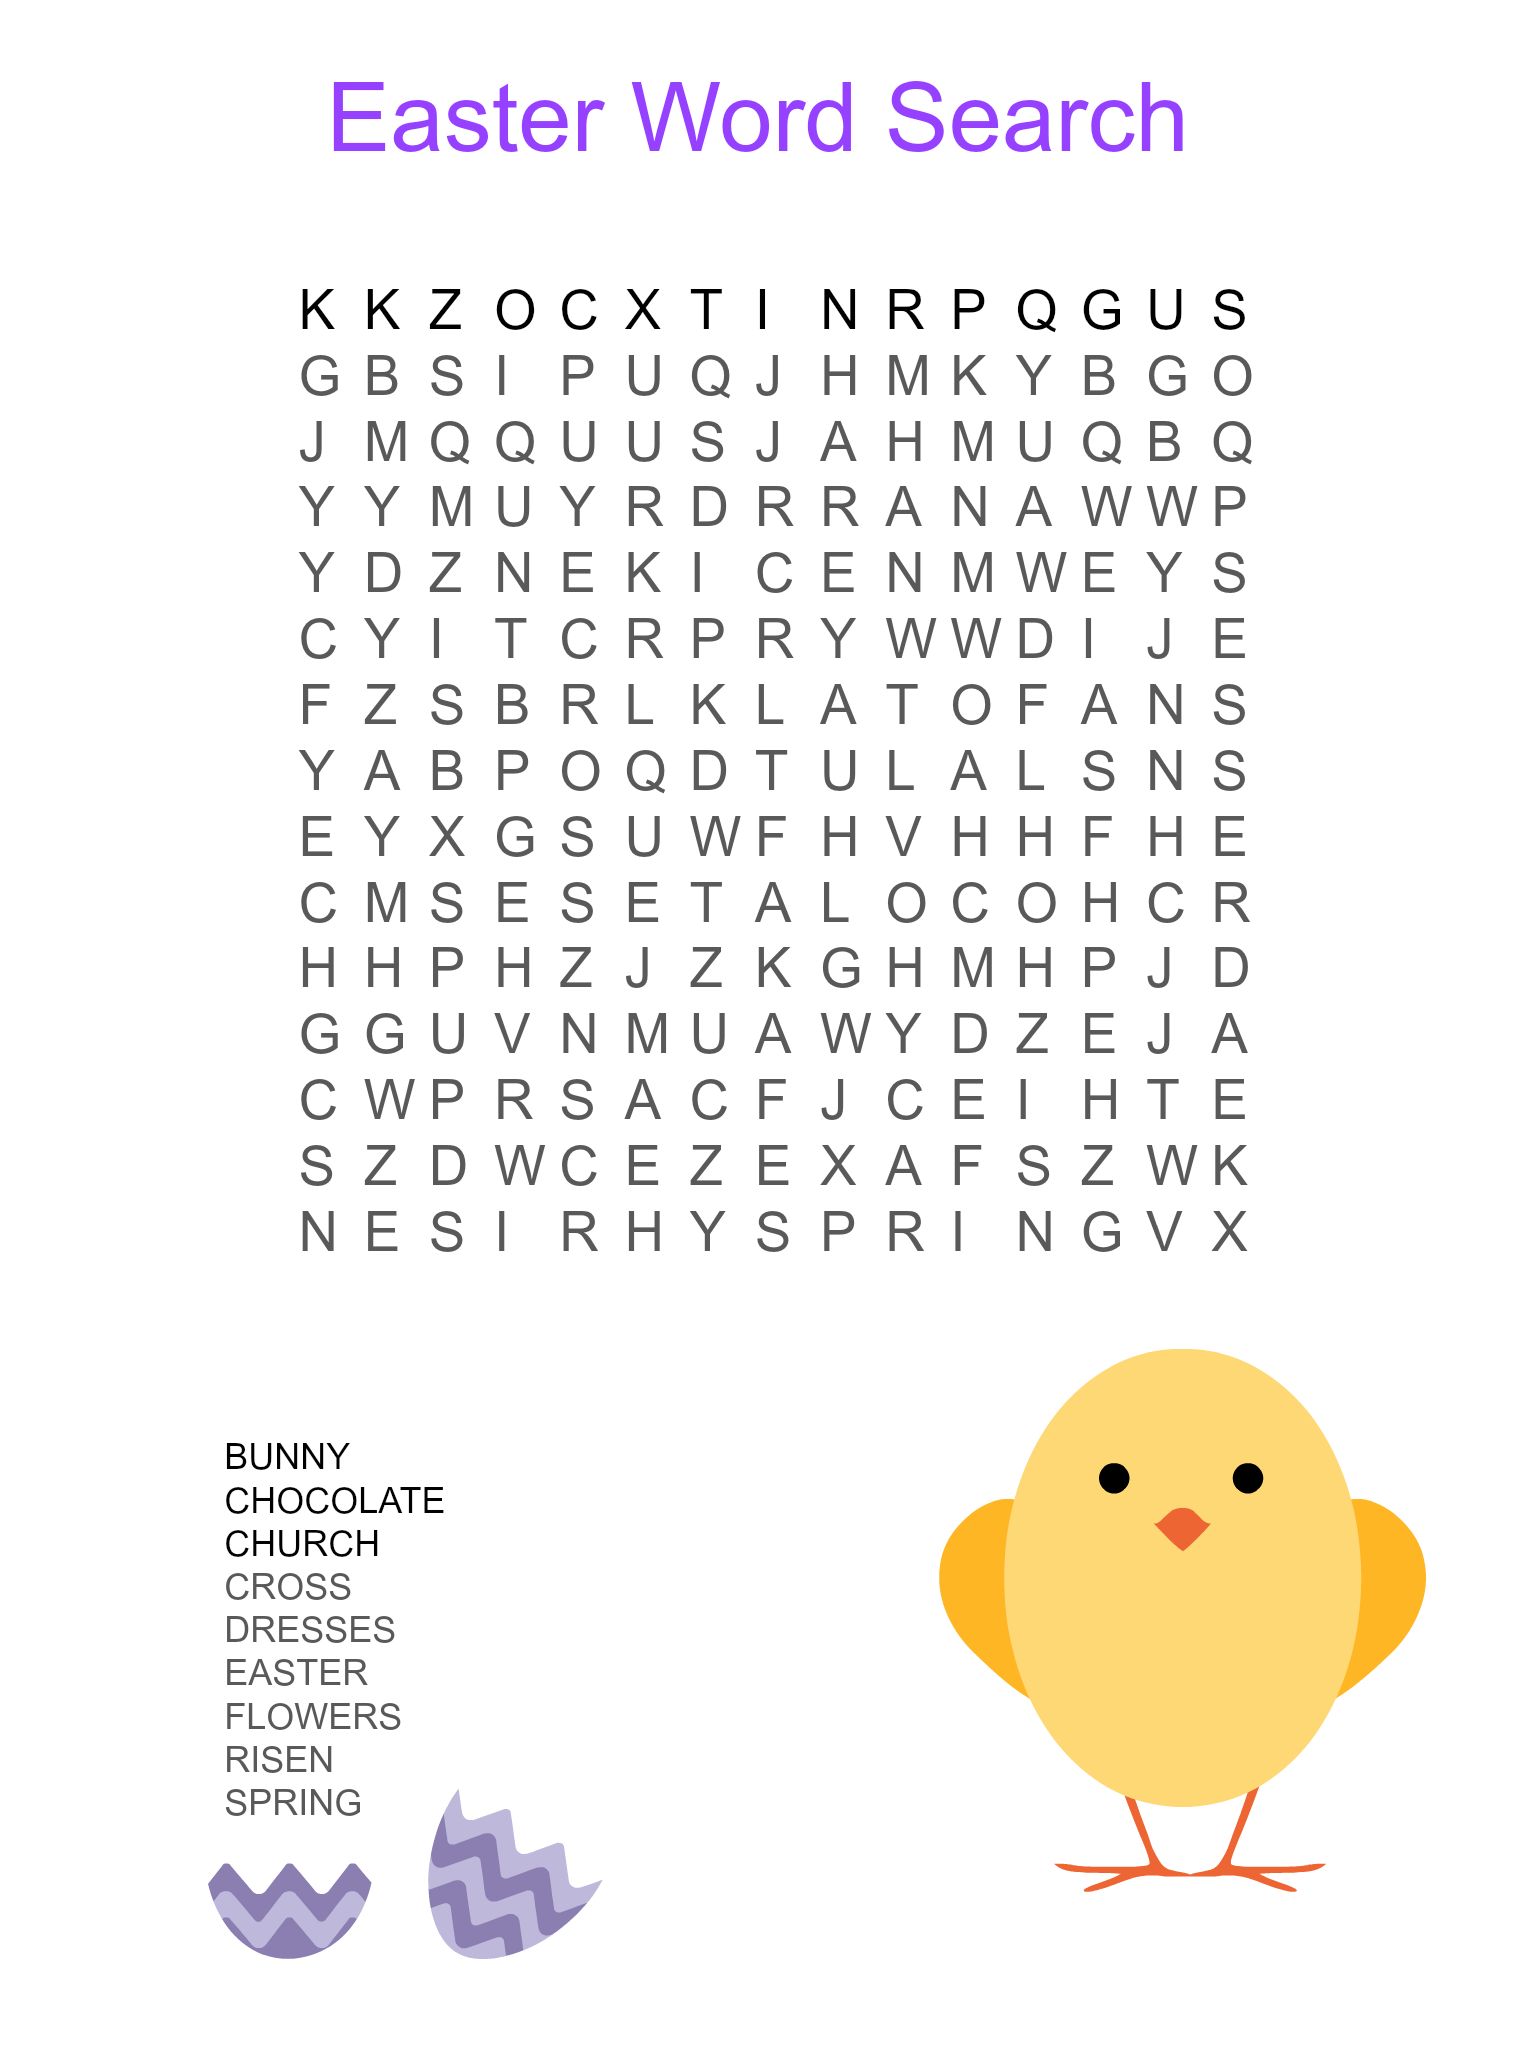 Easter Word Search
K K Z O C X T I N R P Q G U S
G B S I P U Q J H M K Y B G O
J M Q Q U U S J A H M U Q B Q
Y Y M U Y R D R R A N A W W P
Y D Z N E K I C E N M W E Y S
C Y I T C R P R Y W W D I J E
F Z S B R L K L A T O F A N S
Y A B P O Q D T U L A L S N S
E Y X G S U W F H V H H F H E
C M S E S E T A L O C O H C R
H H P H Z J Z K G H M H P J D
G G U V N M U A W Y D Z E J A
C W P R S A C F J C E I H T E
S Z D W C E Z E X A F S Z W K
N E S I R H Y S P R I N G V X
BUNNY
CHOCOLATE
CHURCH
CROSS
DRESSES
EASTER
FLOWERS
RISEN
SPRING